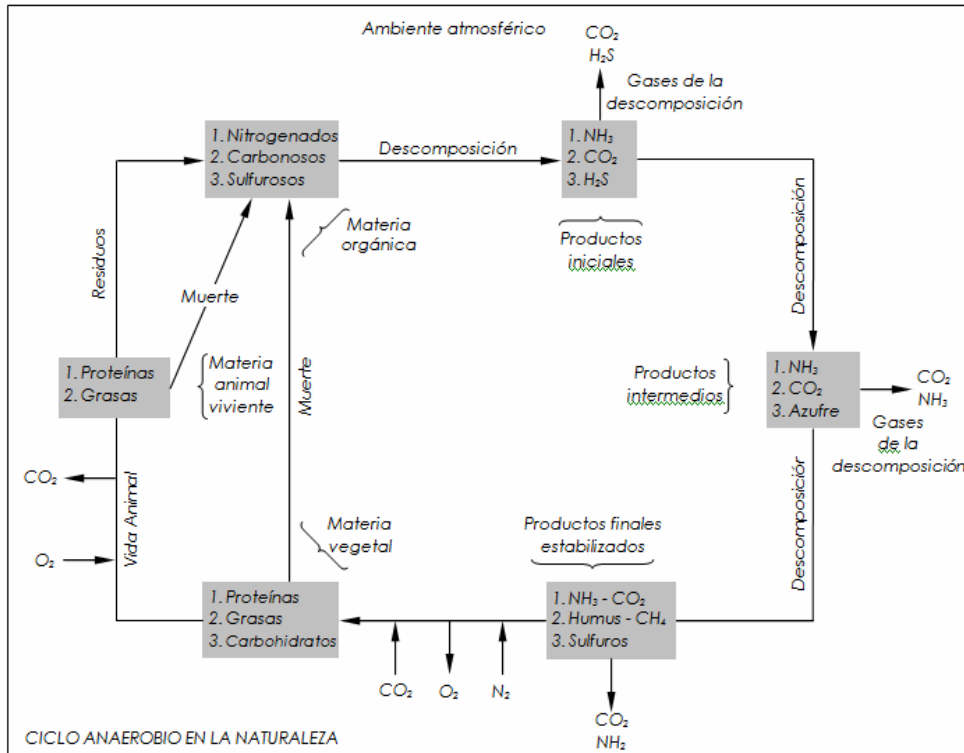 Ambiente atmosférico
CO₂
H₂S
Gases de la
descomposición
1. Nitrogenados
2. Carbonosos
3. Sulfurosos
Descomposición
1. NH₃
2. CO₂
3. H₂S
Materia
orgánica
Productos
iniciales
Descomposición
Residuos
Muerte
1. Proteínas
2. Grasas
Materia
animal
viviente
Muerte
Productos
intermedios
1. NH₃
2. CO₂
3. Azufre
CO₂
NH₃
Gases
de la
descomposición
CO₂
O₂
Vida Animal
Materia
vegetal
Productos finales
estabilizados
Descomposiciór
1. Proteínas
2. Grasas
3. Carbohidratos
1. NH₃ - CO₂
2. Humus - CH₄
3. Sulfuros
CO₂
O₂
N₂
CO₂
NH₂
CICLO ANAEROBIO EN LA NATURALEZA